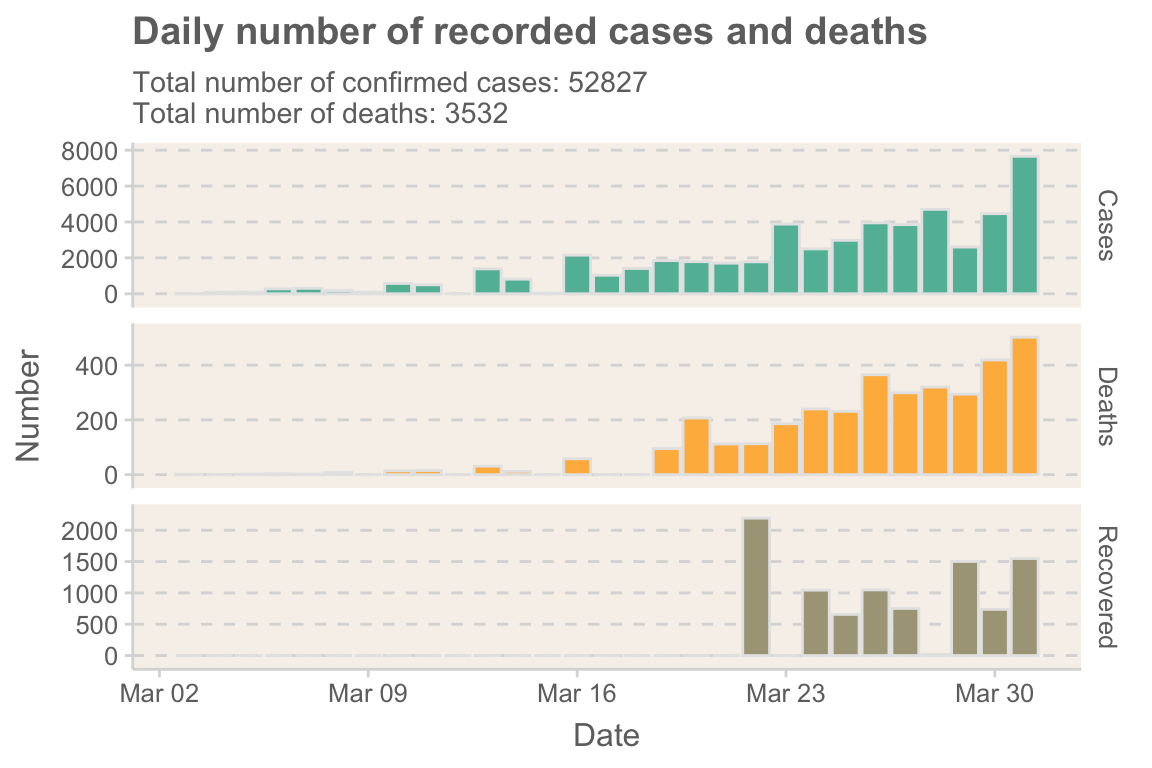 Daily number of recorded cases and deaths
Total number of confirmed cases: 52827
Total number of deaths: 3532
8000
6000
4000
2000
0
Cases
400
200
0
Deaths
2000
1500
1000
500
0
Recovered
Number
Mar 02 Mar 09 Mar 16 Mar 23 Mar 30
Date